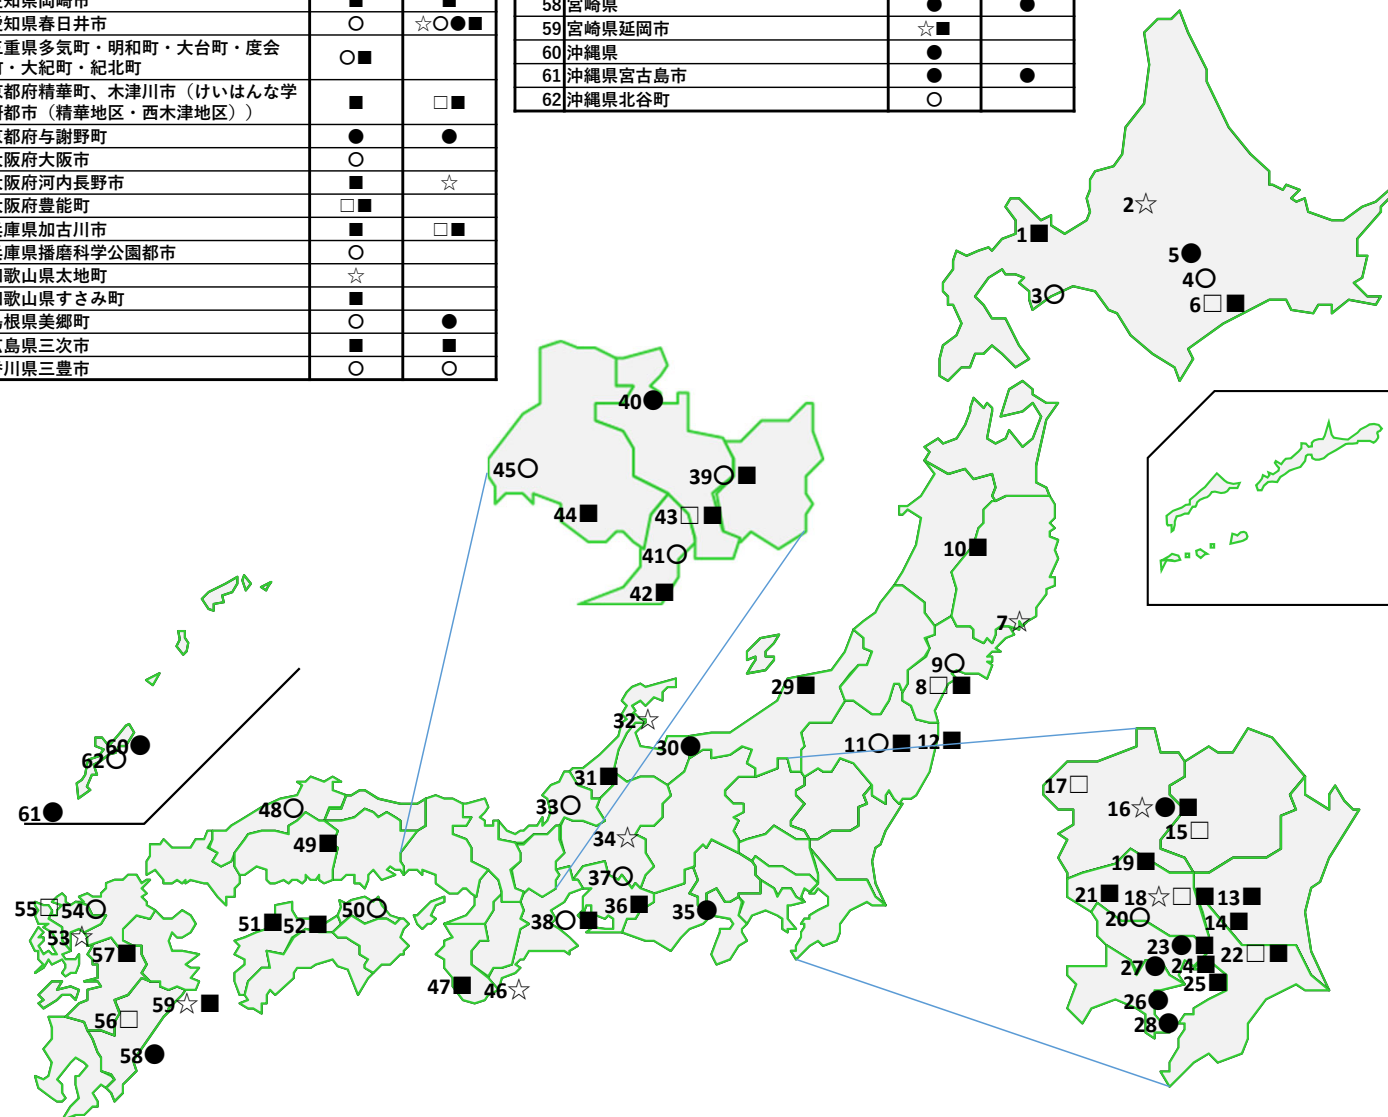 知県岡崎市 ■ ■
知県春日井市 ○ ☆○●■
重県多気町・明和町・大台町・度会
・大紀町・紀北町 ○■
都府精華町、木津川市（けいはんな学
都市（精華地区・西木津地区）） ■ □■
都府与謝野町 ● ●
阪府大阪市 ○
阪府河内長野市 ■ ☆
阪府豊能町 □■
庫県加古川市 ■ □■
庫県播磨科学公園都市 ○
歌山県太地町 ☆
歌山県すさみ町 ■
根県美郷町 ○ ●
島県三次市 ■ ■
川県三豊市 ○ ○
58 宮崎県 ● ●
59 宮崎県延岡市 ☆■
60 沖縄県 ●
61 沖縄県宮古島市 ● ●
62 沖縄県北谷町 ○
2☆
1■
5●
4○
3○
6□■
40●
45○
39○■
44■
43□■
41○
42■
10■
7☆
9○
8□■
29■
32☆
30●
11○■
12■
31■
33○
34☆
37○
36■
35●
38○■
60●
62○
61●
48○
49■
50○
51■
52■
55□
54○
53☆
57■
59☆■
56□
58●
47■
46☆
17□
16☆●■
15□
19■
21■
18☆□■
13■
20○
14■
23●■
22□■
27●
24■
25■
26●
28●